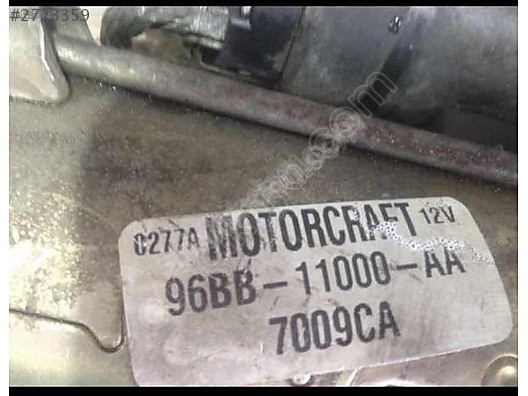 #2723359
0277A MOTORCRAFT 12V
96BB-11000-AA
7009CA